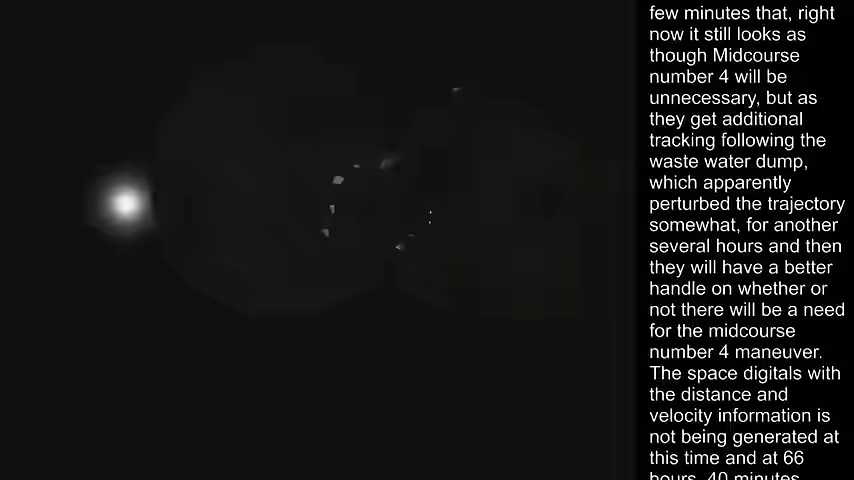 few minutes that, right
now it still looks as
though Midcourse
number 4 will be
unnecessary, but as
they get additional
tracking following the
waste water dump,
which apparently
perturbed the trajectory
somewhat, for another
several hours and then
they will have a better
handle on whether or
not there will be a need
for the midcourse
number 4 maneuver.
The space digitals with
the distance and
velocity information is
not being generated at
this time and at 66
hours, 40 minutes